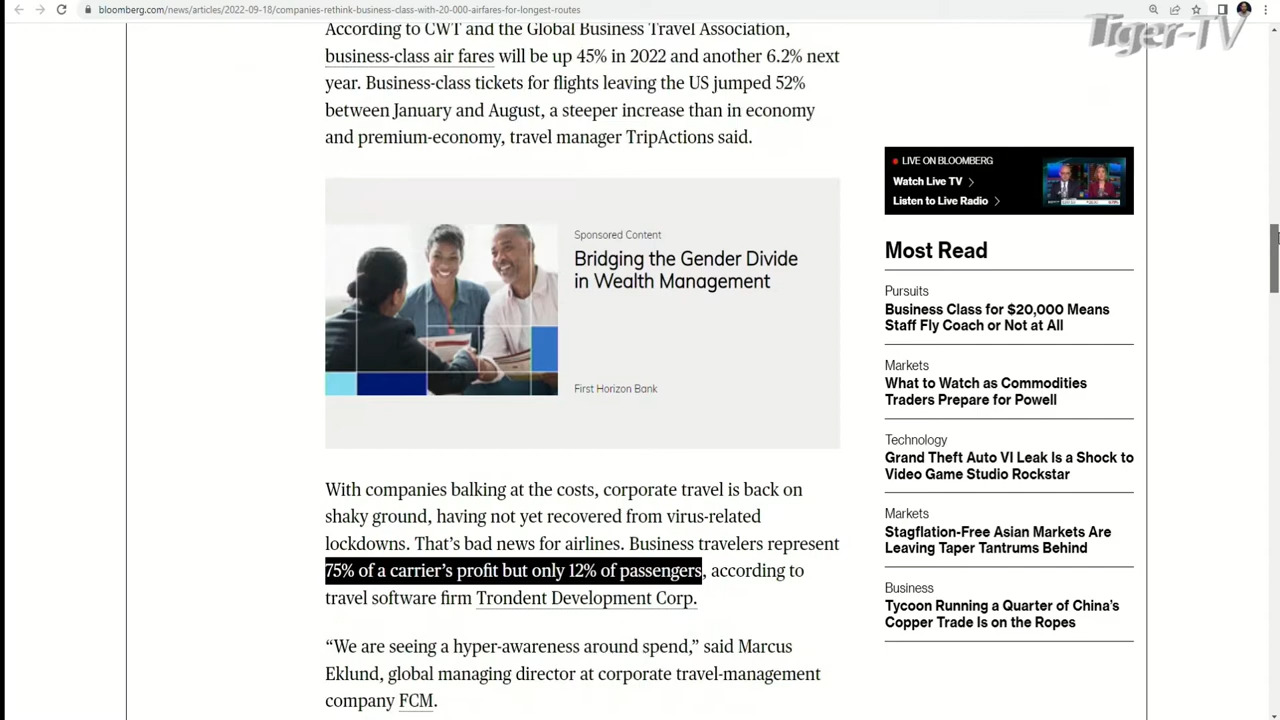 bloomberg.com/news/articles/2022-09-18/companies-rethink-business-class-with-20-000-airfares-for-longest-routes
Tiger-TV
According to CWT and the Global Business Travel Association,
business-class air fares will be up 45% in 2022 and another 6.2% next
year. Business-class tickets for flights leaving the US jumped 52%
between January and August, a steeper increase than in economy
and premium-economy, travel manager TripActions said.
Sponsored Content
Bridging the Gender Divide
in Wealth Management
First Horizon Bank
With companies balking at the costs, corporate travel is back on
shaky ground, having not yet recovered from virus-related
lockdowns. That's bad news for airlines. Business travelers represent
75% of a carrier's profit but only 12% of passengers, according to
travel software firm Trondent Development Corp.
“We are seeing a hyper-awareness around spend,” said Marcus
Eklund, global managing director at corporate travel-management
company FCM.
LIVE ON BLOOMBERG
Watch Live TV
Listen to Live Radio
Most Read
Pursuits
Business Class for $20,000 Means
Staff Fly Coach or Not at All
Markets
What to Watch as Commodities
Traders Prepare for Powell
Technology
Grand Theft Auto VI Leak Is a Shock to
Video Game Studio Rockstar
Markets
Stagflation-Free Asian Markets Are
Leaving Taper Tantrums Behind
Business
Tycoon Running a Quarter of China's
Copper Trade Is on the Ropes